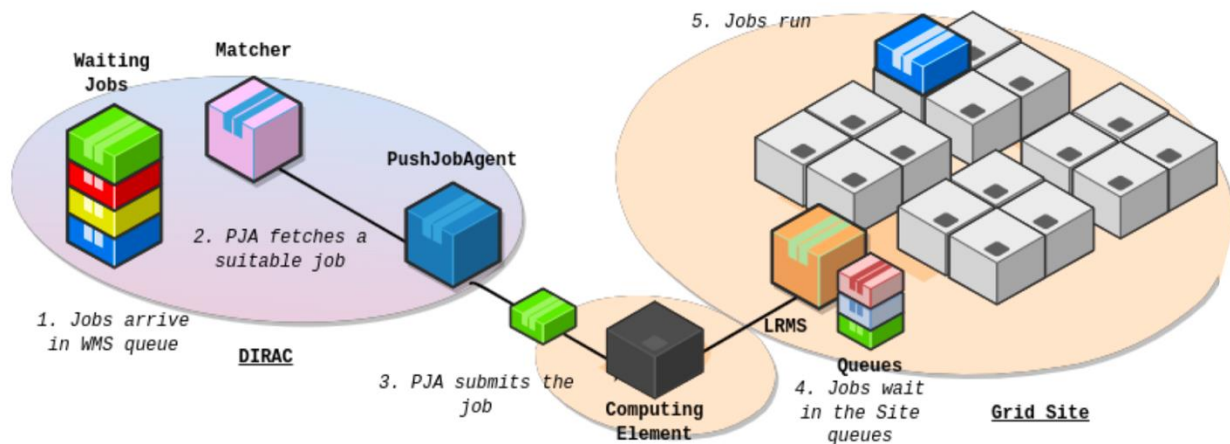 5. Jobs run
Matcher
Waiting
Jobs
PushJobAgent
2. PJA fetches a
suitable job
1. Jobs arrive
in WMS queue
DIRAC
LRMS
Queues
3. PJA submits the
job
4. Jobs wait
in the Site
queues
Computing
Element
Grid Site